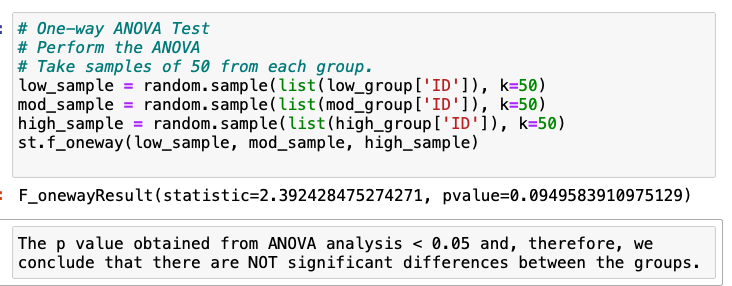 # One-way ANOVA Test
# Perform the ANOVA
# Take samples of 50 from each group.
low_sample = random.sample(list(low_group['ID']), k=50)
mod_sample = random.sample(list(mod_group['ID']), k=50)
high_sample = random.sample(list(high_group['ID']), k=50)
st.f_oneway(low_sample, mod_sample, high_sample)
F_onewayResult(statistic=2.392428475274271, pvalue=0.0949583910975129)
The p value obtained from ANOVA analysis < 0.05 and, therefore, we
conclude that there are NOT significant differences between the groups.